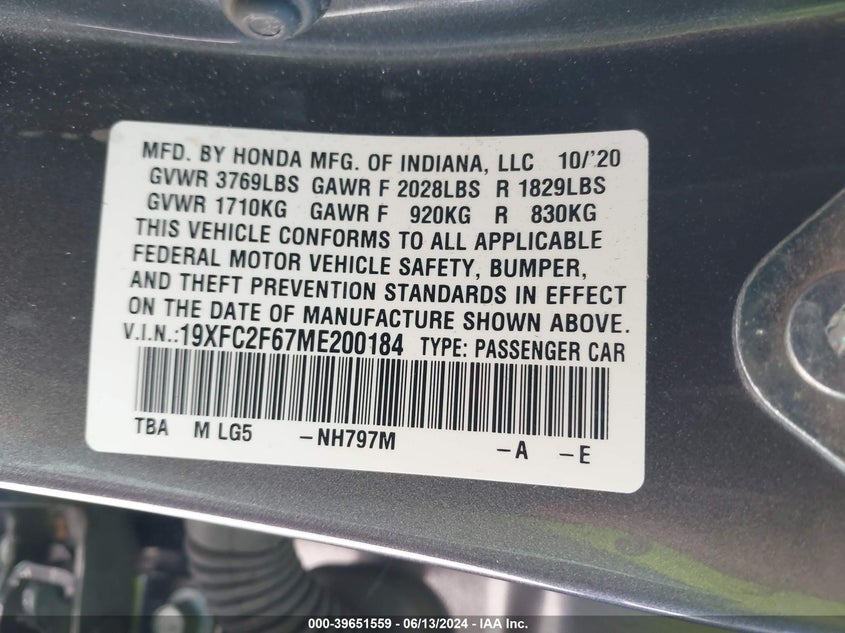 MFD. BY HONDA MFG. OF INDIANA, LLC 10/'20
GVWR 3769LBS GAWR F 2028LBS R 1829LBS
GVWR 1710KG GAWR F 920KG R 830KG
THIS VEHICLE CONFORMS TO ALL APPLICABLE
FEDERAL MOTOR VEHICLE SAFETY, BUMPER,
AND THEFT PREVENTION STANDARDS IN EFFECT
ON THE DATE OF MANUFACTURE SHOWN ABOVE.
V.I.N.:19XFC2F67ME200184 TYPE: PASSENGER CAR
TBA M LG5 -NH797M -A -E
000-39651559 / 06/13/2024 - IAA Inc.